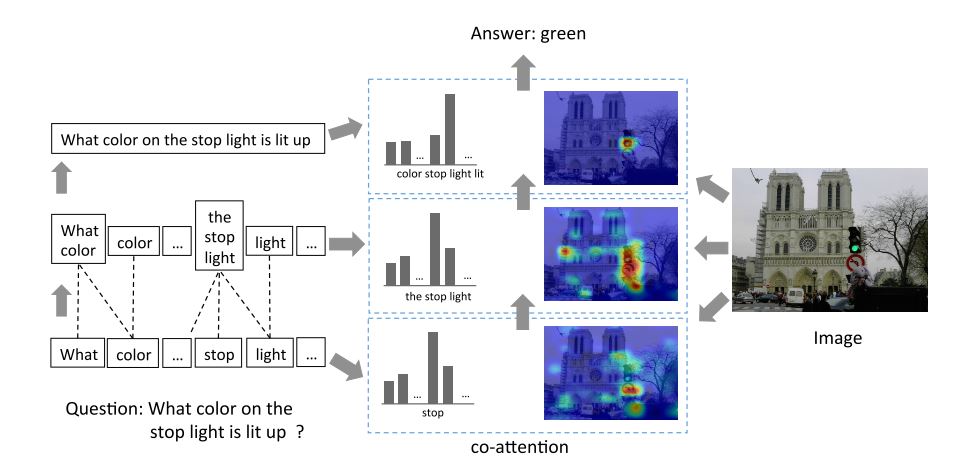 Answer: green
What color on the stop light is lit up
... ...
color stop light lit
What
color
color
...
the
stop
light
light
...
... ...
the stop light
What
color
...
stop
light
...
... ...
stop
Image
Question: What color on the
stop light is lit up ?
co-attention